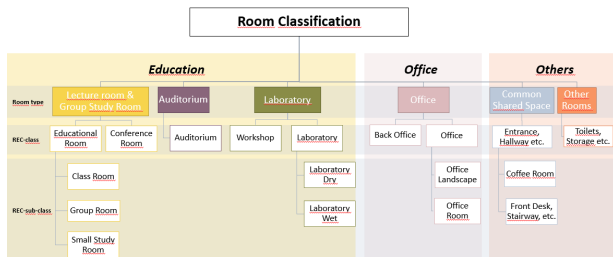 Room Classification
Education
Office
Others
Room type
Lecture room &
Group Study Room
Auditorium
Laboratory
Office
Common
Shared Space
Other
Rooms
REC-class
Educational
Room
Conference
Room
Auditorium
Workshop
Laboratory
Back Office
Office
Entrance,
Hallway etc.
Toilets,
Storage etc.
REC-sub-class
Class Room
Group Room
Small Study
Room
Laboratory
Dry
Laboratory
Wet
Office
Landscape
Office
Room
Coffee Room
Front Desk,
Stairway, etc.